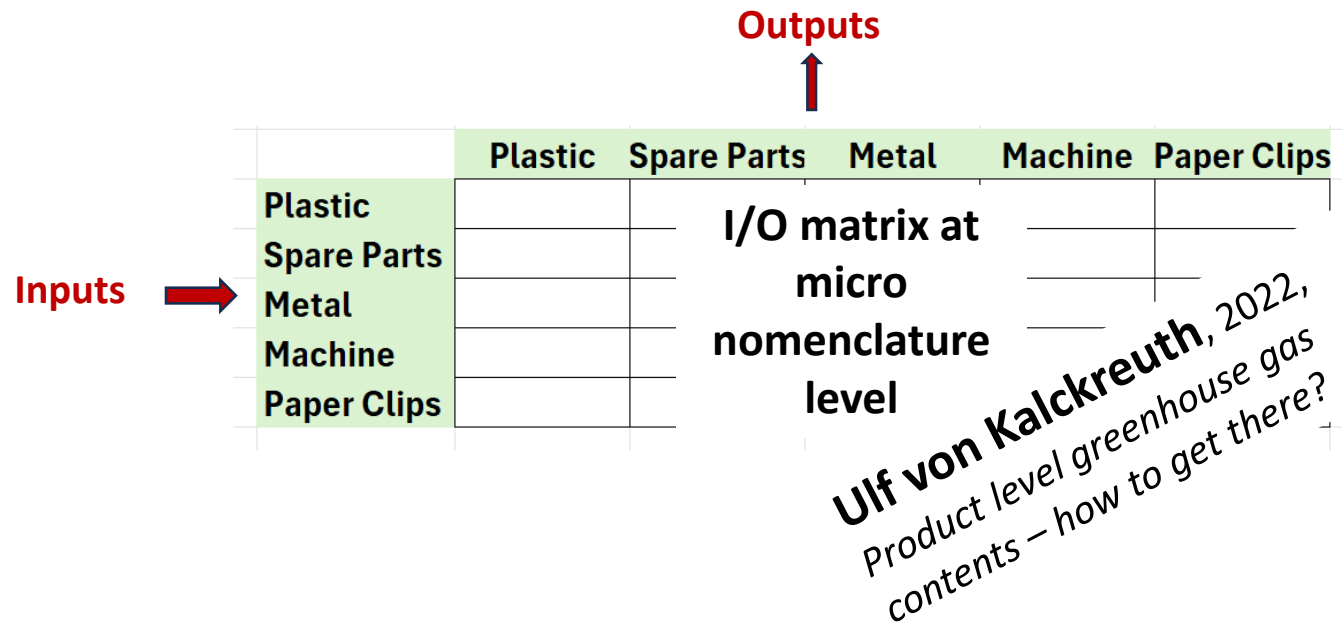 Outputs
Plastic Spare Parts Metal Machine Paper Clips
Inputs
Plastic
Spare Parts
Metal
Machine
Paper Clips
I/O matrix at
micro
nomenclature
level
Ulf von Kalckreuth, 2022,
Product level greenhouse gas
contents – how to get there?